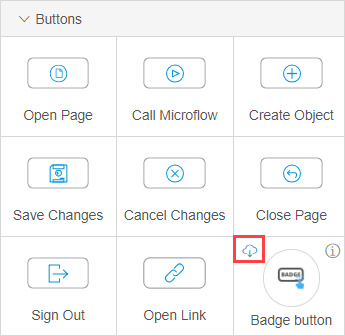 Buttons
Open Page
Call Microflow
Create Object
Save Changes
Cancel Changes
Close Page
Sign Out
Open Link
BADGE
Badge button